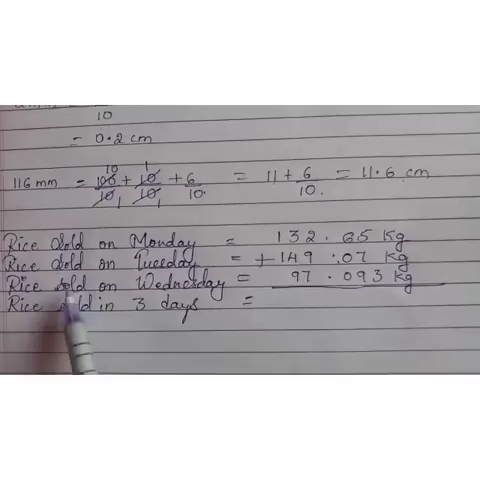 10
= 0.2 cm
116 mm = 100/10 + 10/10 + 6/10 = 11 + 6/10 = 11.6 cm
Rice Sold on Monday = 132.65 Kg
Rice Sold on Tuesday = + 149.07 Kg
Rice Sold on Wednesday = 97.093 Kg
Rice sold in 3 days =